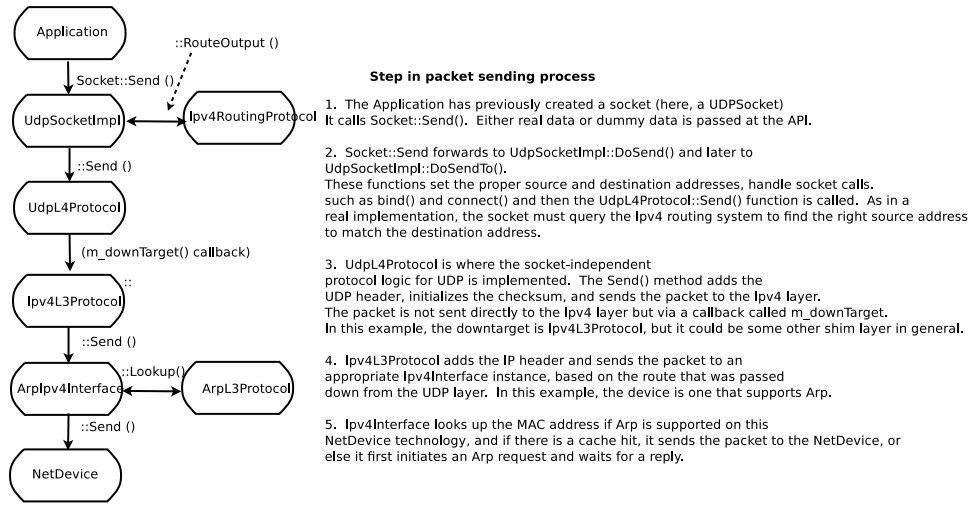 Application
::RouteOutput ()
Socket::Send ()
UdpSocketImpl
Ipv4RoutingProtocol
::Send ()
UdpL4Protocol
(m_downTarget() callback)
::
Ipv4L3Protocol
::Send ()
::Lookup()
ArpIpv4Interface
ArpL3Protocol
::Send ()
NetDevice
Step in packet sending process
1. The Application has previously created a socket (here, a UDPSocket)
It calls Socket::Send(). Either real data or dummy data is passed at the API.
2. Socket::Send forwards to UdpSocketImpl::DoSend() and later to
UdpSocketImpl::DoSendTo().
These functions set the proper source and destination addresses, handle socket calls.
such as bind() and connect() and then the UdpL4Protocol::Send() function is called. As in a
real implementation, the socket must query the Ipv4 routing system to find the right source address
to match the destination address.
3. UdpL4Protocol is where the socket-independent
protocol logic for UDP is implemented. The Send() method adds the
UDP header, initializes the checksum, and sends the packet to the Ipv4 layer.
The packet is not sent directly to the Ipv4 layer but via a callback called m_downTarget.
In this example, the downtarget is Ipv4L3Protocol, but it could be some other shim layer in general.
4. Ipv4L3Protocol adds the IP header and sends the packet to an
appropriate Ipv4Interface instance, based on the route that was passed
down from the UDP layer. In this example, the device is one that supports Arp.
5. Ipv4Interface looks up the MAC address if Arp is supported on this
NetDevice technology, and if there is a cache hit, it sends the packet to the NetDevice, or
else it first initiates an Arp request and waits for a reply.